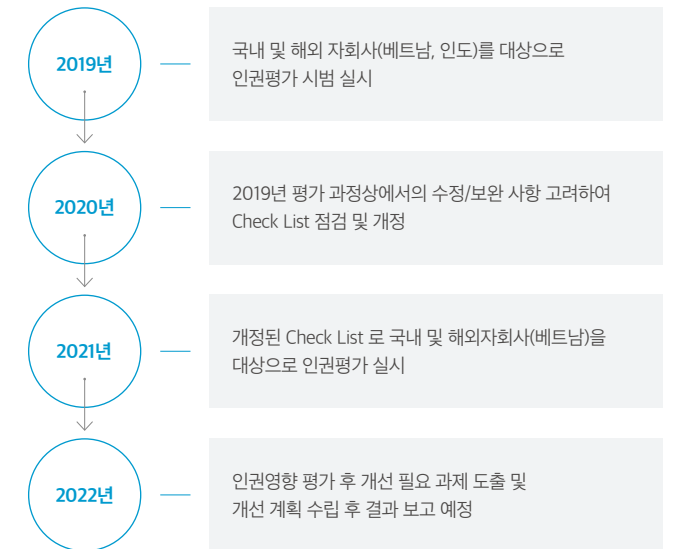 2019년
국내 및 해외 자회사(베트남, 인도)를 대상으로
인권평가 시범 실시
2020년
2019년 평가 과정상에서의 수정/보완 사항 고려하여
Check List 점검 및 개정
2021년
개정된 Check List 로 국내 및 해외자회사(베트남)을
대상으로 인권평가 실시
2022년
인권영향 평가 후 개선 필요 과제 도출 및
개선 계획 수립 후 결과 보고 예정